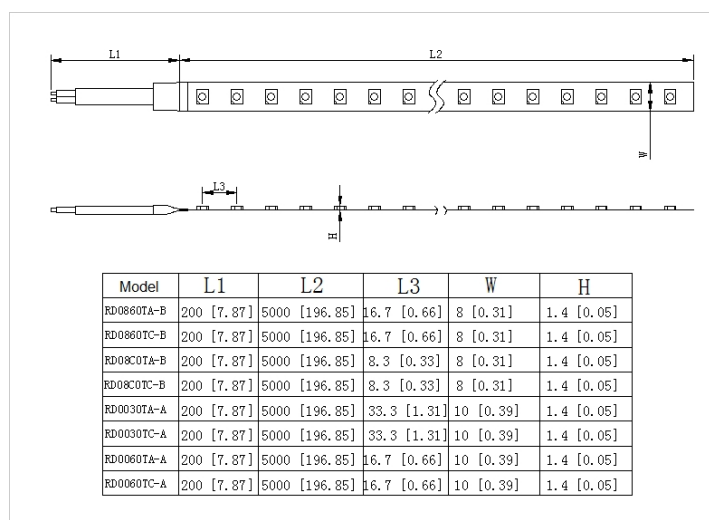 L1 L2
W
L3
H
Model L1 L2 L3 W H
RD0860TA-B 200 [7.87] 5000 [196.85] 16.7 [0.66] 8 [0.31] 1.4 [0.05]
RD0860TC-B 200 [7.87] 5000 [196.85] 16.7 [0.66] 8 [0.31] 1.4 [0.05]
RD08C0TA-B 200 [7.87] 5000 [196.85] 8.3 [0.33] 8 [0.31] 1.4 [0.05]
RD08C0TC-B 200 [7.87] 5000 [196.85] 8.3 [0.33] 8 [0.31] 1.4 [0.05]
RD0030TA-A 200 [7.87] 5000 [196.85] 33.3 [1.31] 10 [0.39] 1.4 [0.05]
RD0030TC-A 200 [7.87] 5000 [196.85] 33.3 [1.31] 10 [0.39] 1.4 [0.05]
RD0060TA-A 200 [7.87] 5000 [196.85] 16.7 [0.66] 10 [0.39] 1.4 [0.05]
RD0060TC-A 200 [7.87] 5000 [196.85] 16.7 [0.66] 10 [0.39] 1.4 [0.05]